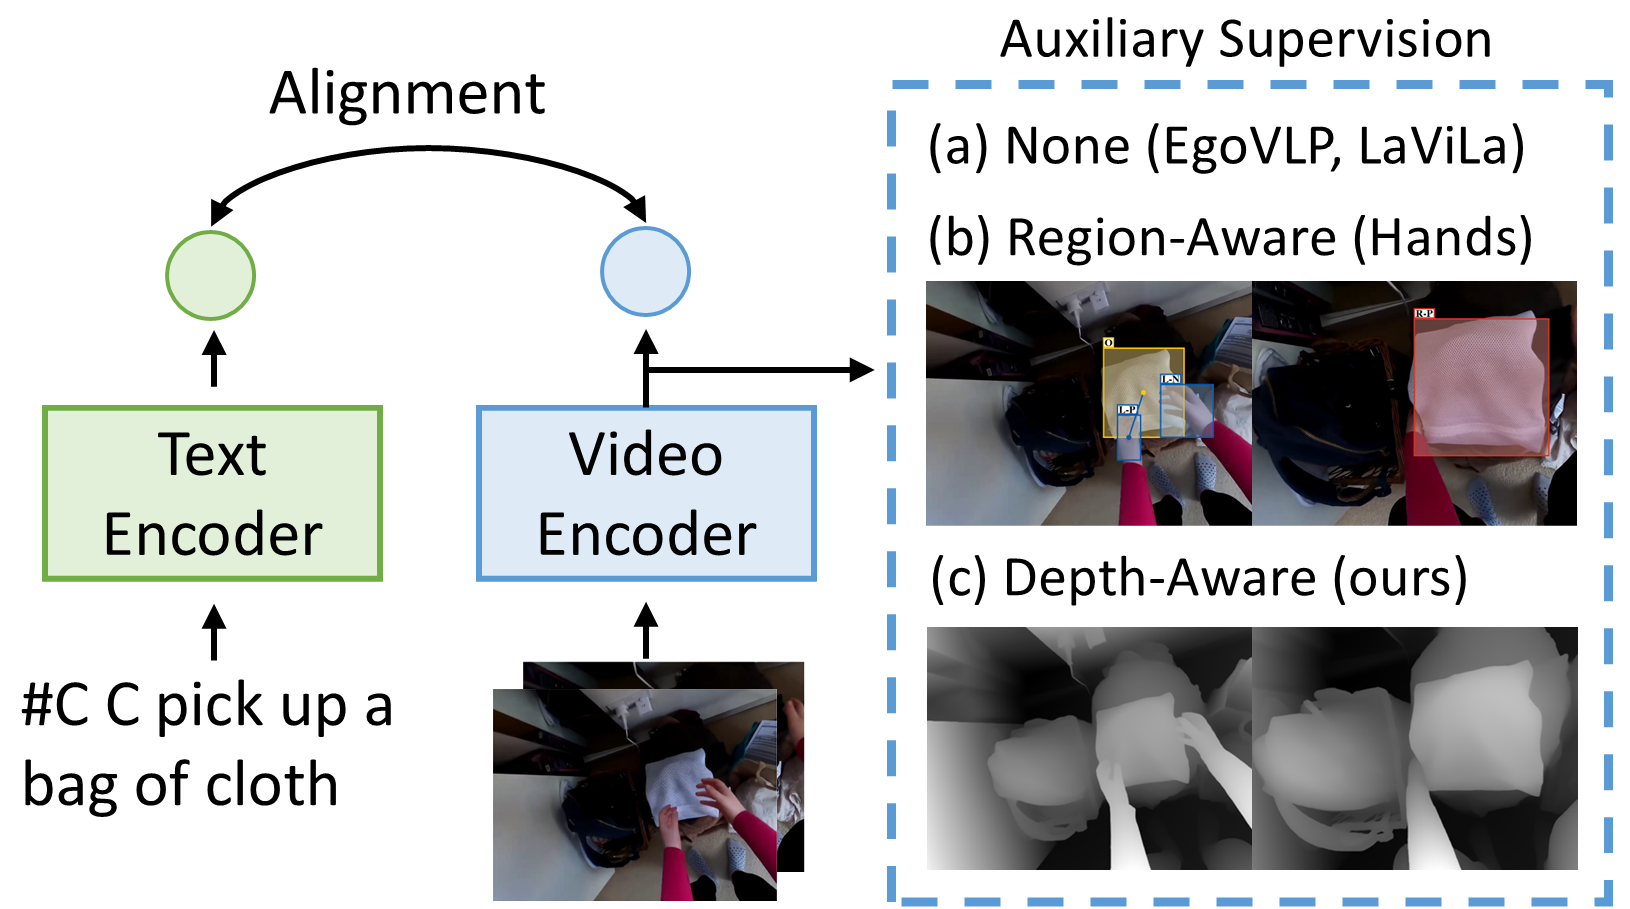 Auxiliary Supervision
Alignment
(a) None (EgoVLP, LaViLa)
(b) Region-Aware (Hands)
O
L-N
L-P
R-P
Text
Encoder
Video
Encoder
(c) Depth-Aware (ours)
#C C pick up a
bag of cloth